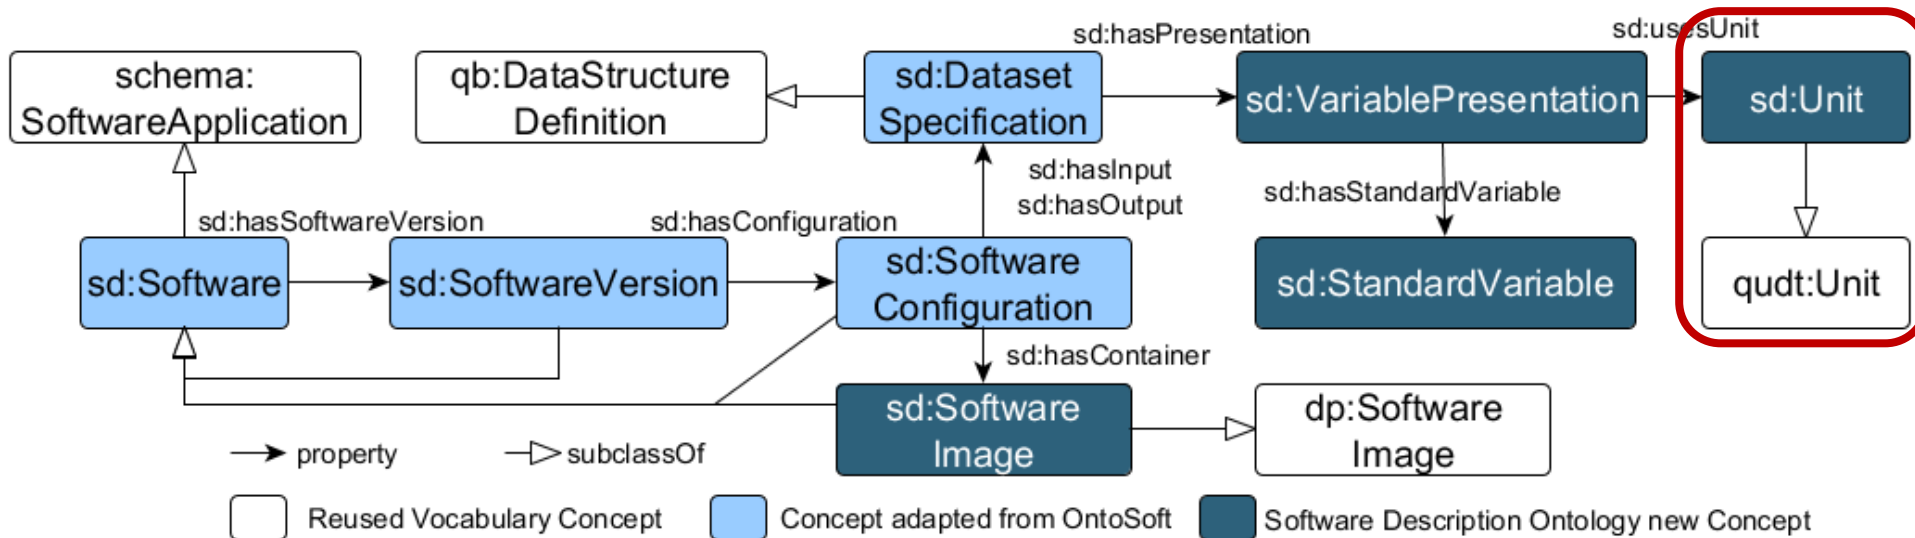 sd:hasPresentation
sd:usesUnit
schema:
SoftwareApplication
qb:DataStructure
Definition
sd:Dataset
Specification
sd:VariablePresentation
sd:Unit
sd:hasInput
sd:hasOutput
sd:hasStandardVariable
sd:hasSoftwareVersion
sd:hasConfiguration
sd:Software
sd:SoftwareVersion
sd:Software
Configuration
sd:StandardVariable
qudt:Unit
sd:hasContainer
sd:Software
Image
dp:Software
Image
property
subclassOf
Reused Vocabulary Concept
Concept adapted from OntoSoft
Software Description Ontology new Concept